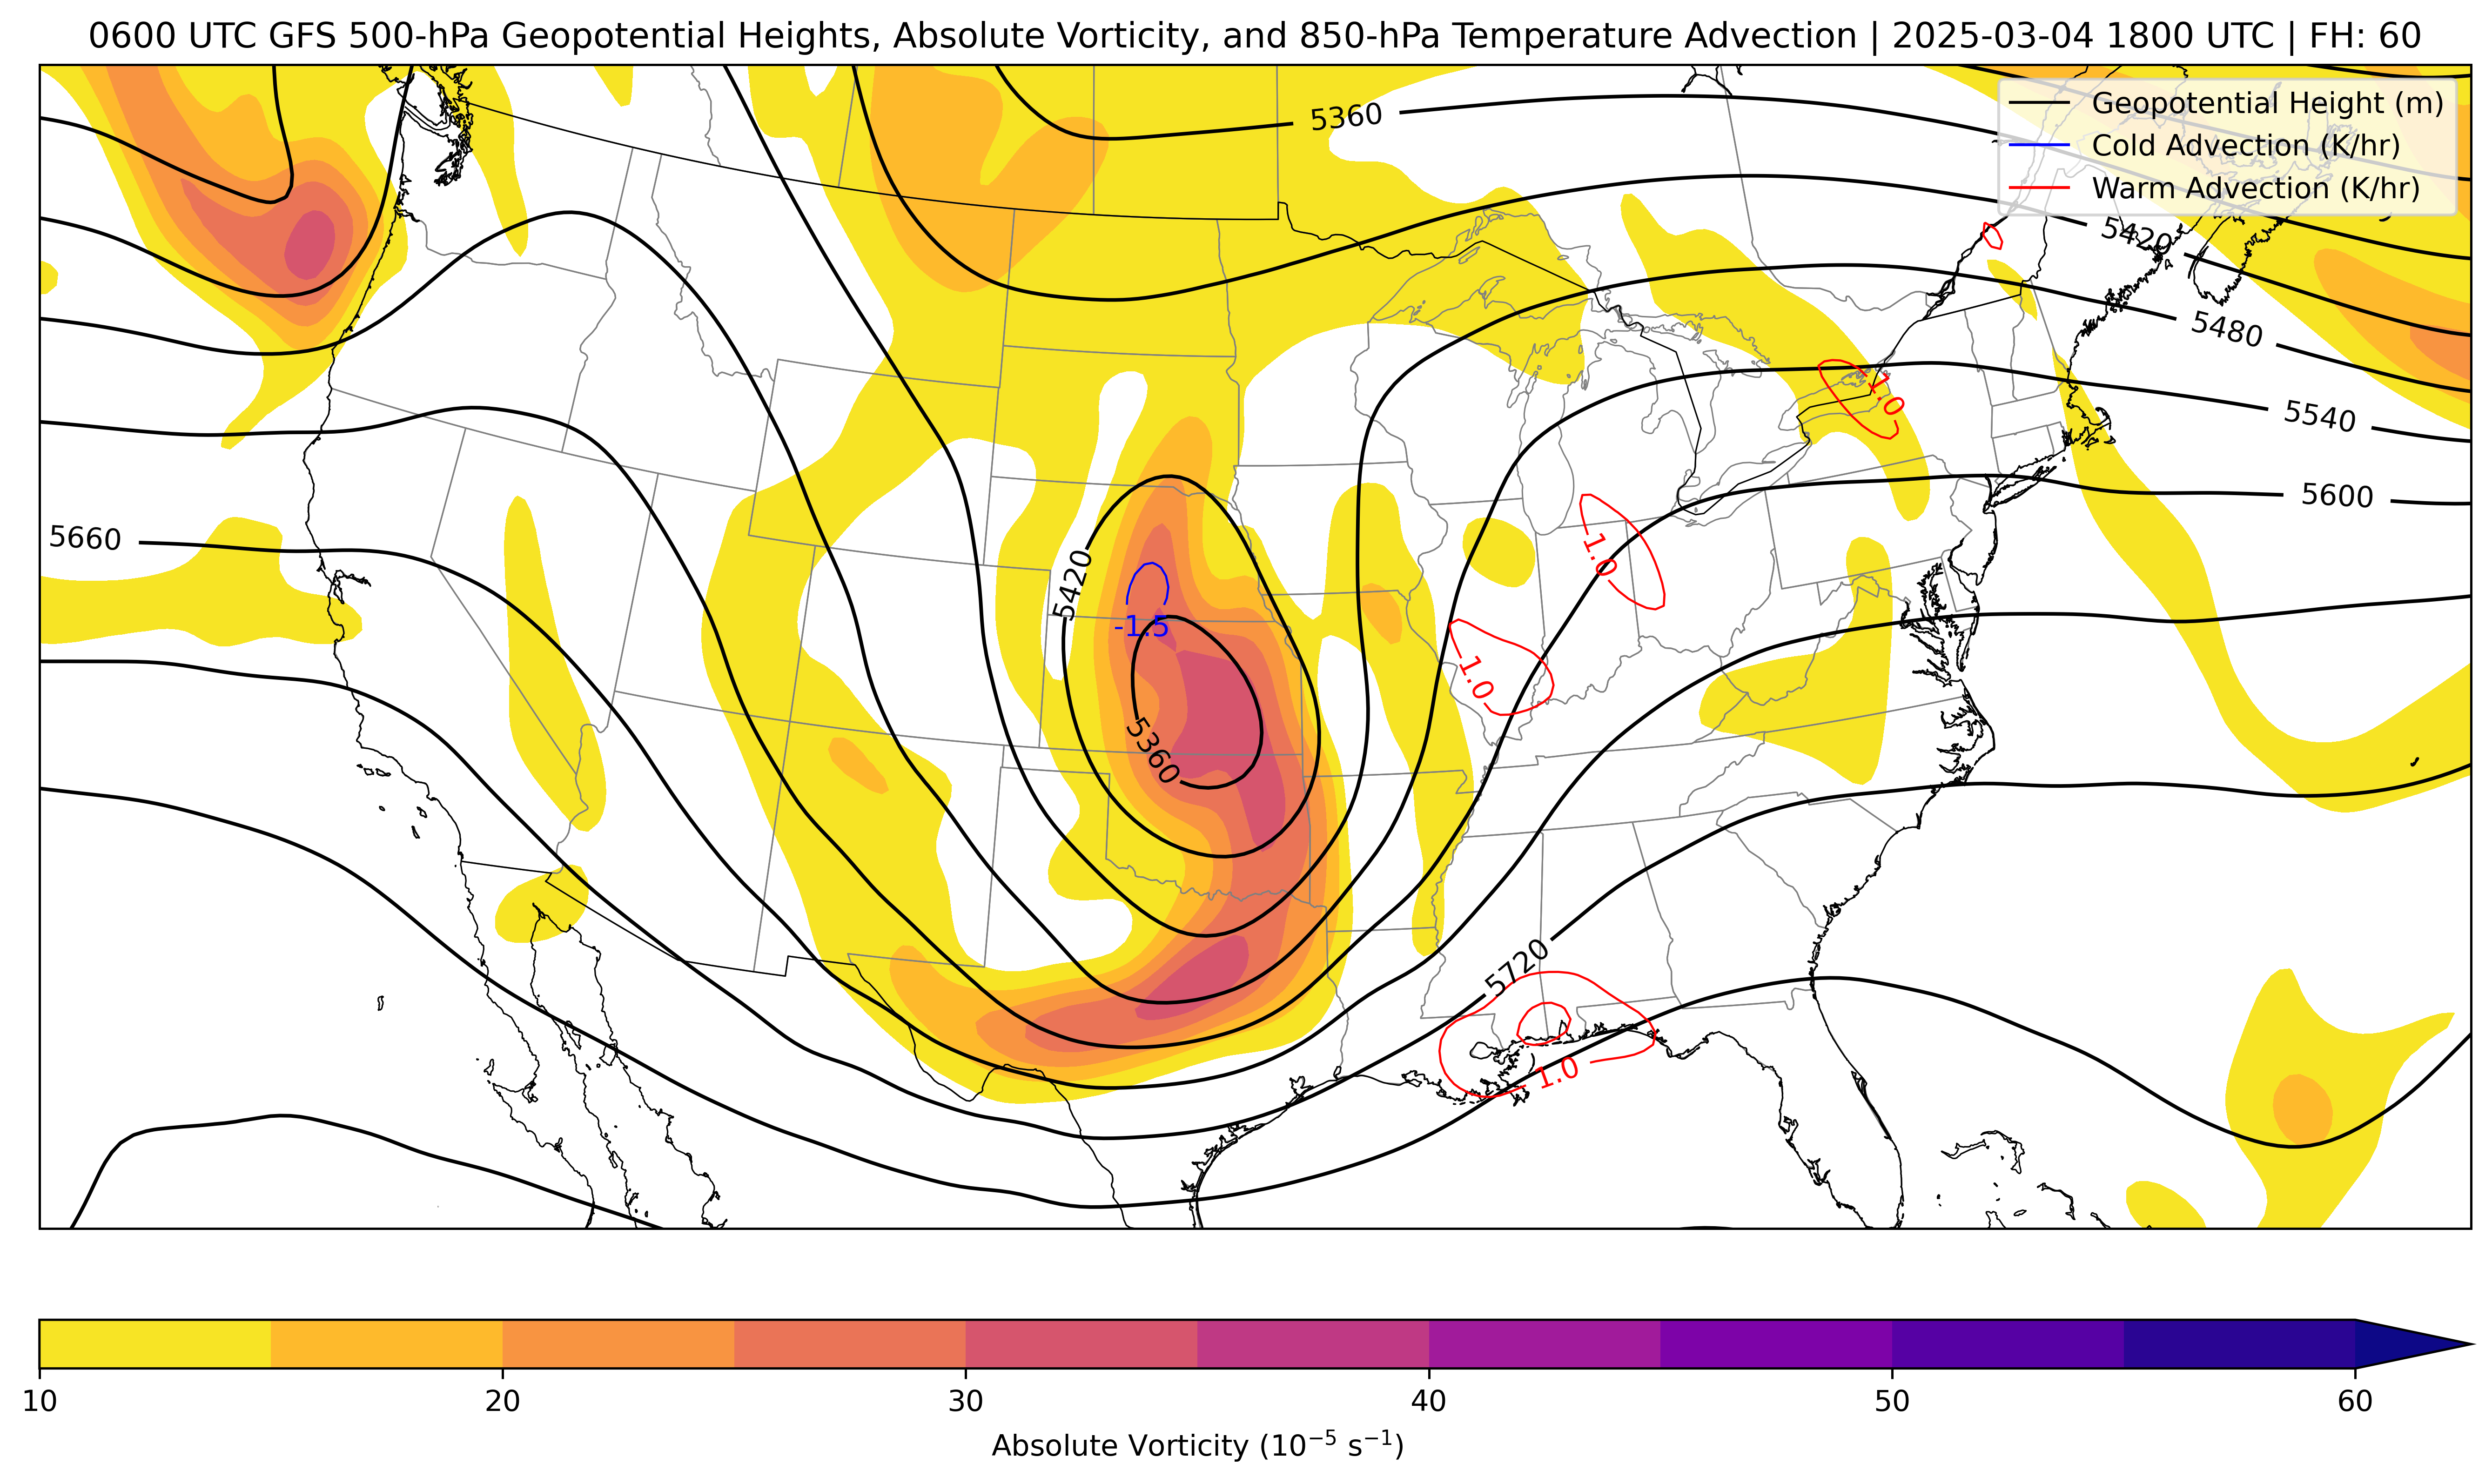 0600 UTC GFS 500-hPa Geopotential Heights, Absolute Vorticity, and 850-hPa Temperature Advection | 2025-03-04 1800 UTC | FH: 60
Geopotential Height (m)
Cold Advection (K/hr)
Warm Advection (K/hr)
5360
5420
5480
1.0
5540
5600
5660
1.0
5420
-1.5
1.0
5360
5720
1.0
10 20 30 40 50 60
Absolute Vorticity (10⁻⁵ s⁻¹)